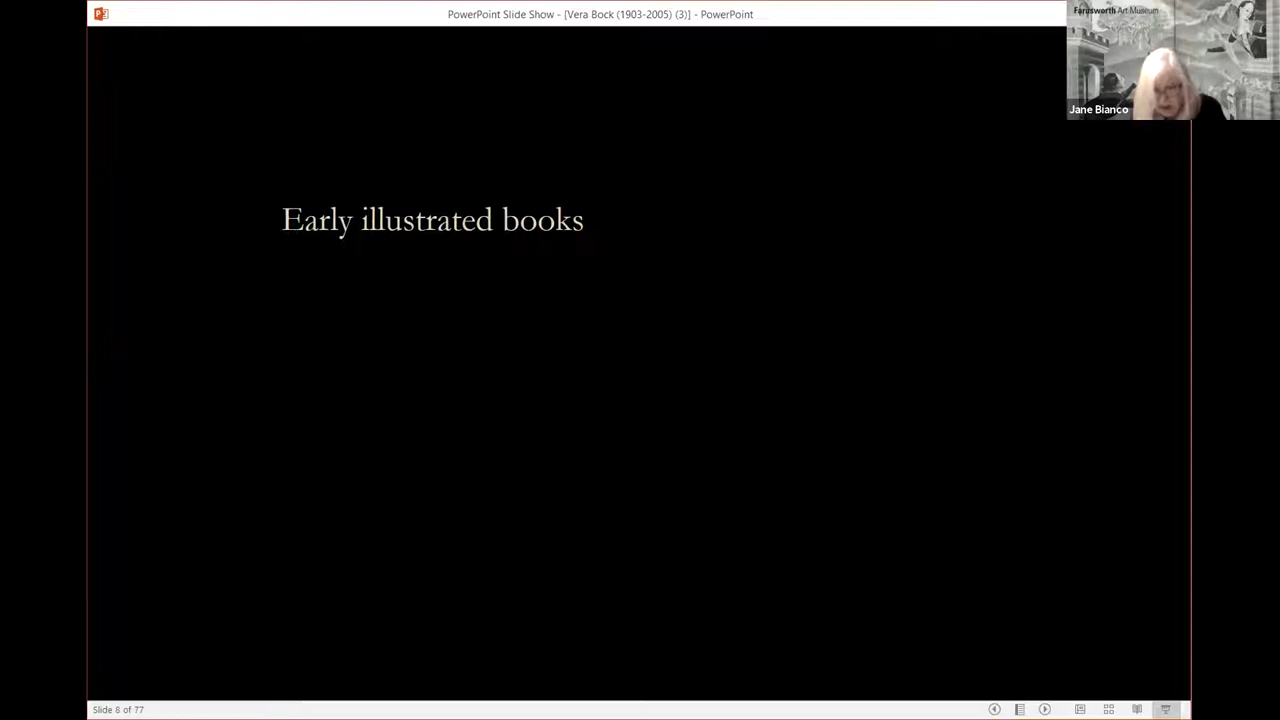 PowerPoint Slide Show - [Vera Bock (1903-2005) (3)] - PowerPoint
Farnsworth Art Museum
Jane Bianco
Early illustrated books
Slide 8 of 77